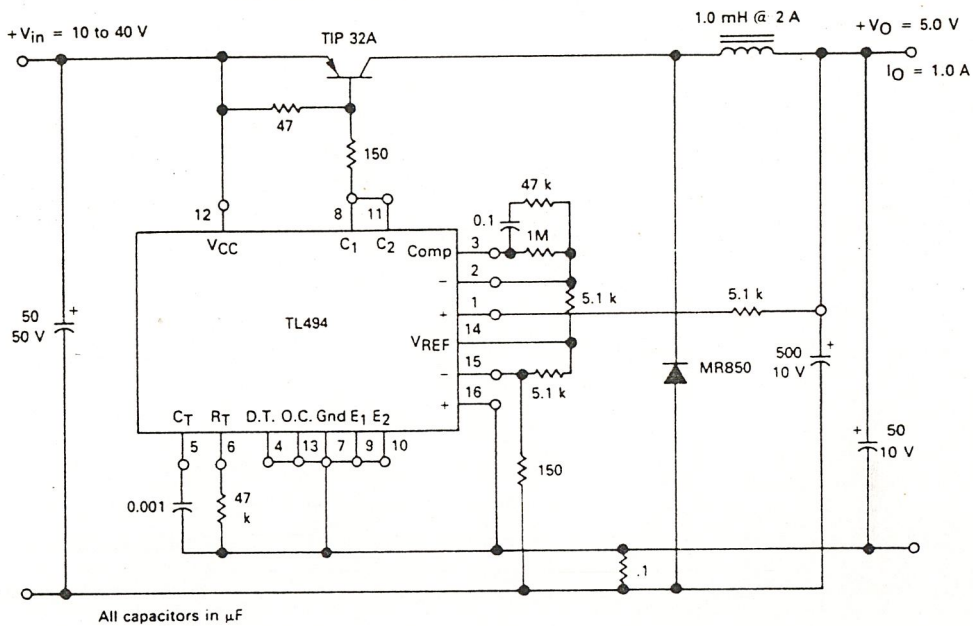 +Vin = 10 to 40 V
TIP 32A
1.0 mH @ 2 A
+VO = 5.0 V
IO = 1.0 A
47
150
47 k
0.1
1M
12
8
11
VCC
C1
C2
Comp
3
−
2
+
1
5.1 k
5.1 k
TL494
VREF
14
−
15
5.1 k
+
16
50
50 V
+
MR850
500
10 V
+
CT
RT
D.T.
O.C.
Gnd
E1
E2
5
6
4
13
7
9
10
+
50
10 V
0.001
47
k
150
.1
All capacitors in μF